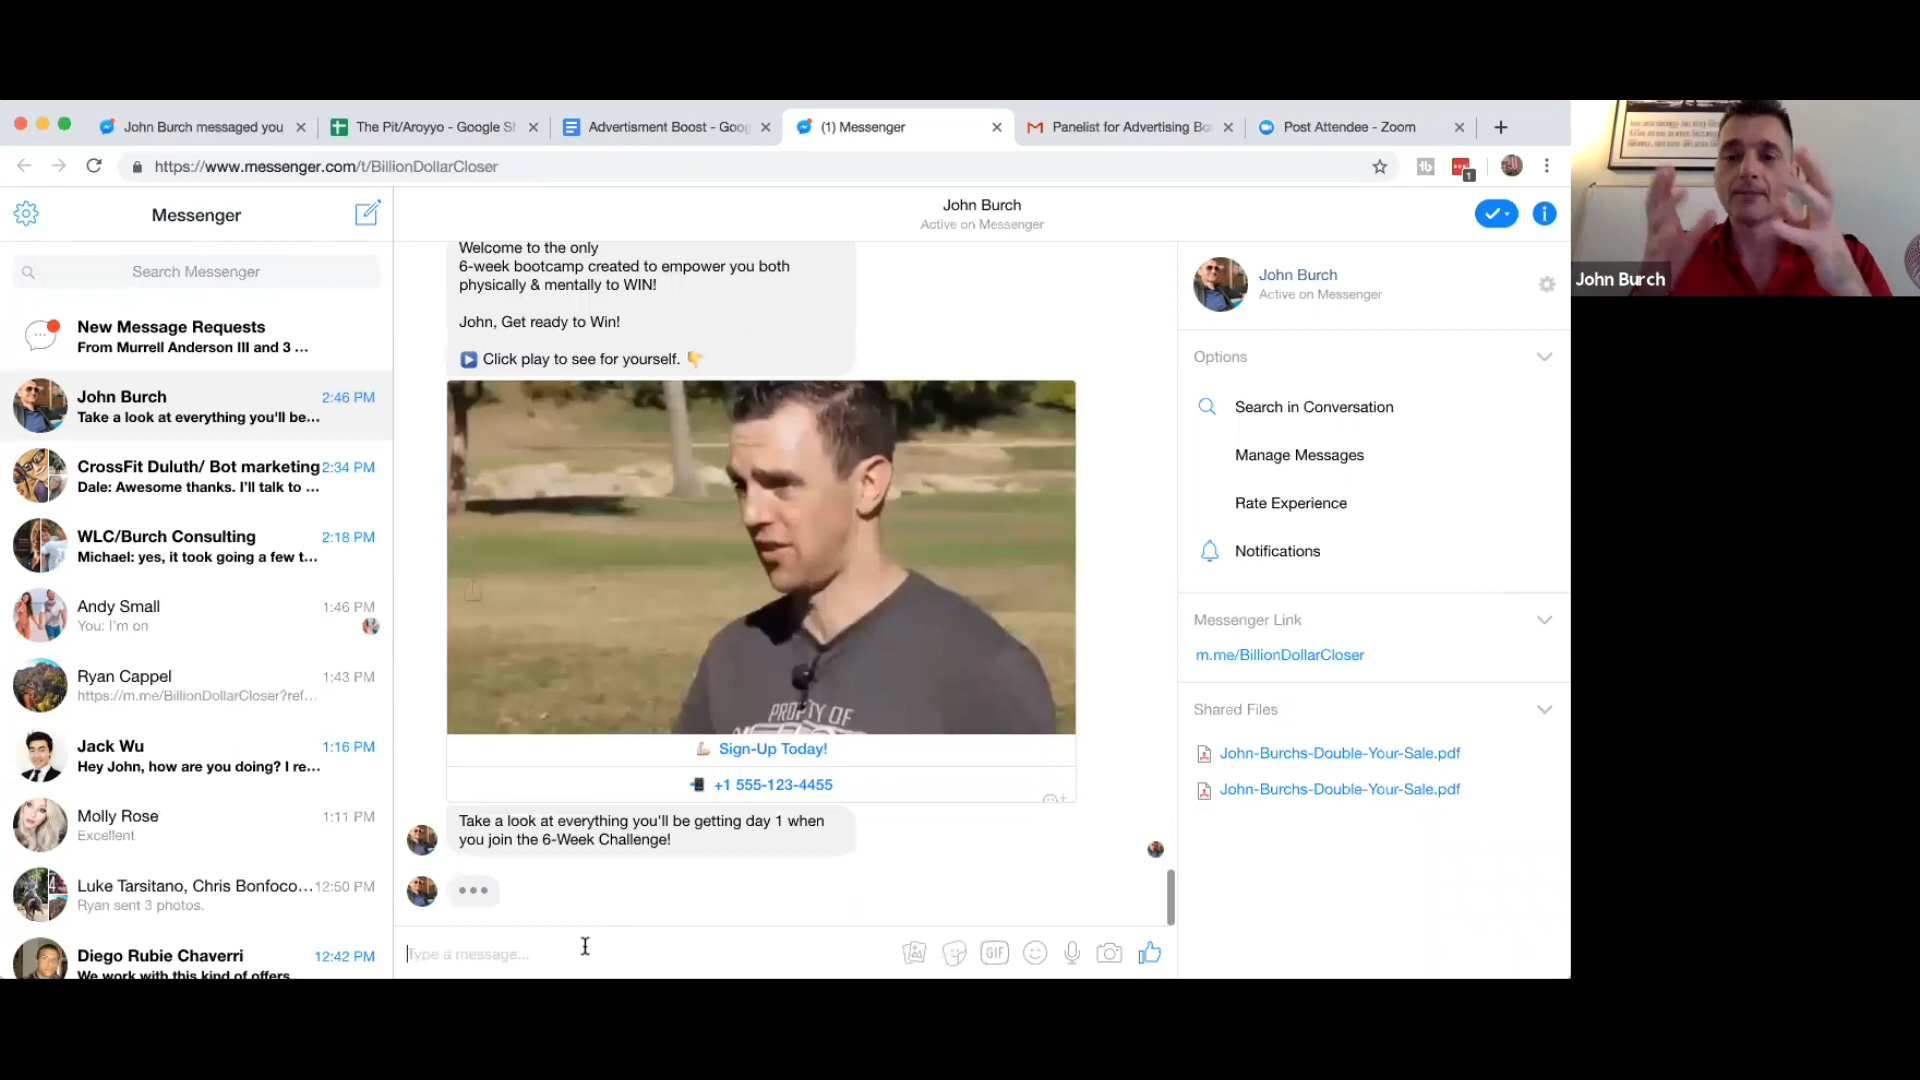 John Burch messaged you
The Pit/Aroyyo - Google Sh
Advertisment Boost - Goog
(1) Messenger
Panelist for Advertising Bo
Post Attendee - Zoom
https://www.messenger.com/t/BillionDollarCloser
1
Messenger
Search Messenger
New Message Requests
From Murrell Anderson III and 3 ...
John Burch
2:46 PM
Take a look at everything you'll be...
CrossFit Duluth/ Bot marketing
2:34 PM
Dale: Awesome thanks. I'll talk to ...
WLC/Burch Consulting
2:18 PM
Michael: yes, it took going a few t...
Andy Small
1:46 PM
You: I'm on
Ryan Cappel
1:43 PM
https://m.me/BillionDollarCloser?ref...
Jack Wu
1:16 PM
Hey John, how are you doing? I re...
Molly Rose
1:11 PM
Excellent
Luke Tarsitano, Chris Bonfoco...
12:50 PM
Ryan sent 3 photos.
Diego Rubie Chaverri
12:42 PM
We work with this kind of offers
John Burch
Active on Messenger
Welcome to the only
6-week bootcamp created to empower you both
physically & mentally to WIN!
John, Get ready to Win!
▶️ Click play to see for yourself. 👇
PROPTY OF
💪 Sign-Up Today!
📲 +1 555-123-4455
Take a look at everything you'll be getting day 1 when
you join the 6-Week Challenge!
Type a message...
GIF
John Burch
Active on Messenger
Options
Search in Conversation
Manage Messages
Rate Experience
Notifications
Messenger Link
m.me/BillionDollarCloser
Shared Files
John-Burchs-Double-Your-Sale.pdf
John-Burchs-Double-Your-Sale.pdf
John Burch